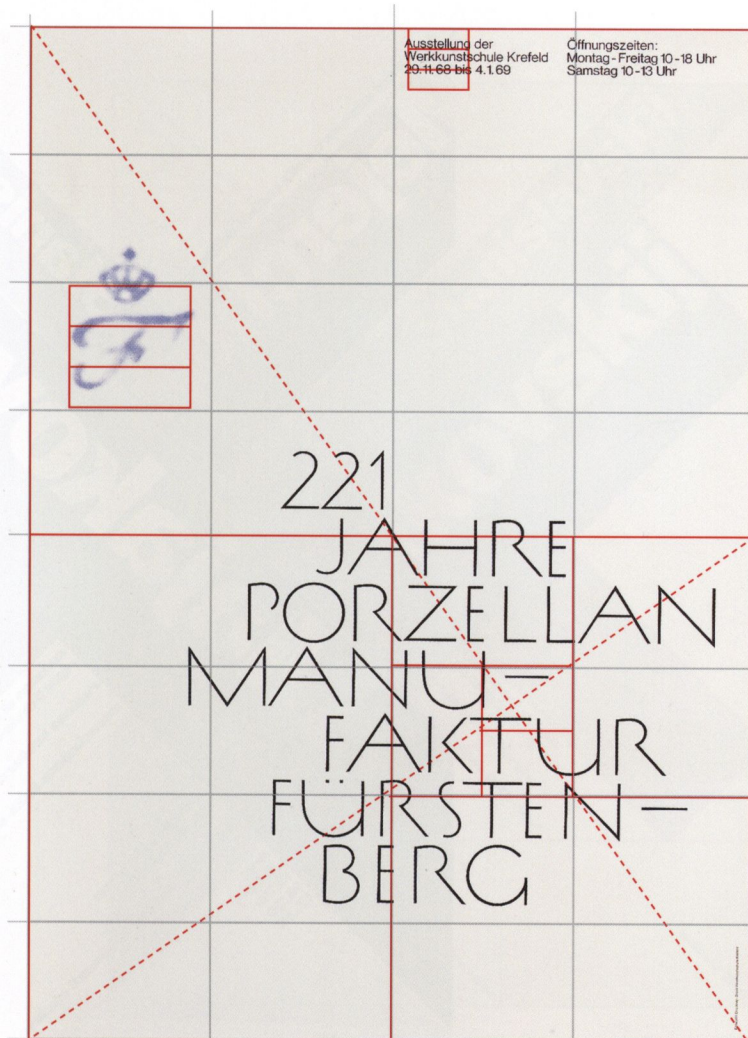 Ausstellung der
Werkkunstschule Krefeld
29.11.68 bis 4.1.69
Öffnungszeiten:
Montag-Freitag 10-18 Uhr
Samstag 10-13 Uhr
F
221
JAHRE
PORZELLAN
MANU-
FAKTUR
FÜRSTEN-
BERG